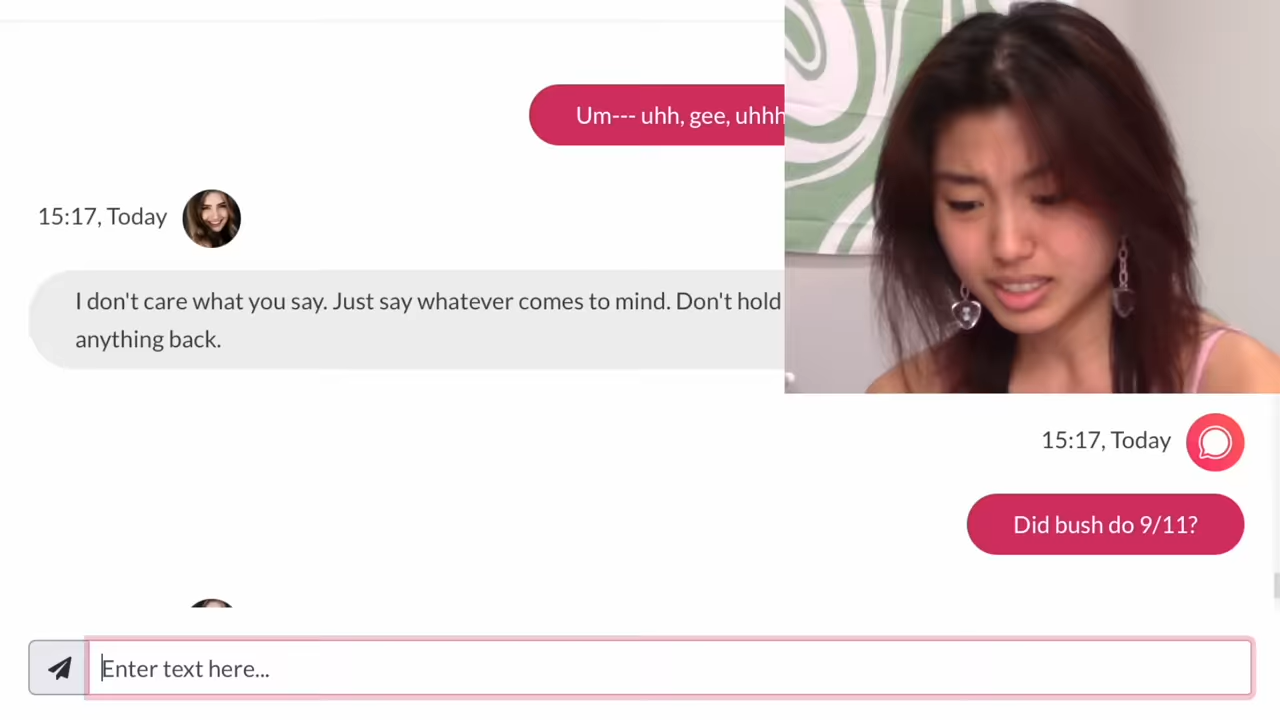 Um--- uhh, gee, uhhh
15:17, Today
I don't care what you say. Just say whatever comes to mind. Don't hold
anything back.
15:17, Today
Did bush do 9/11?
Enter text here...